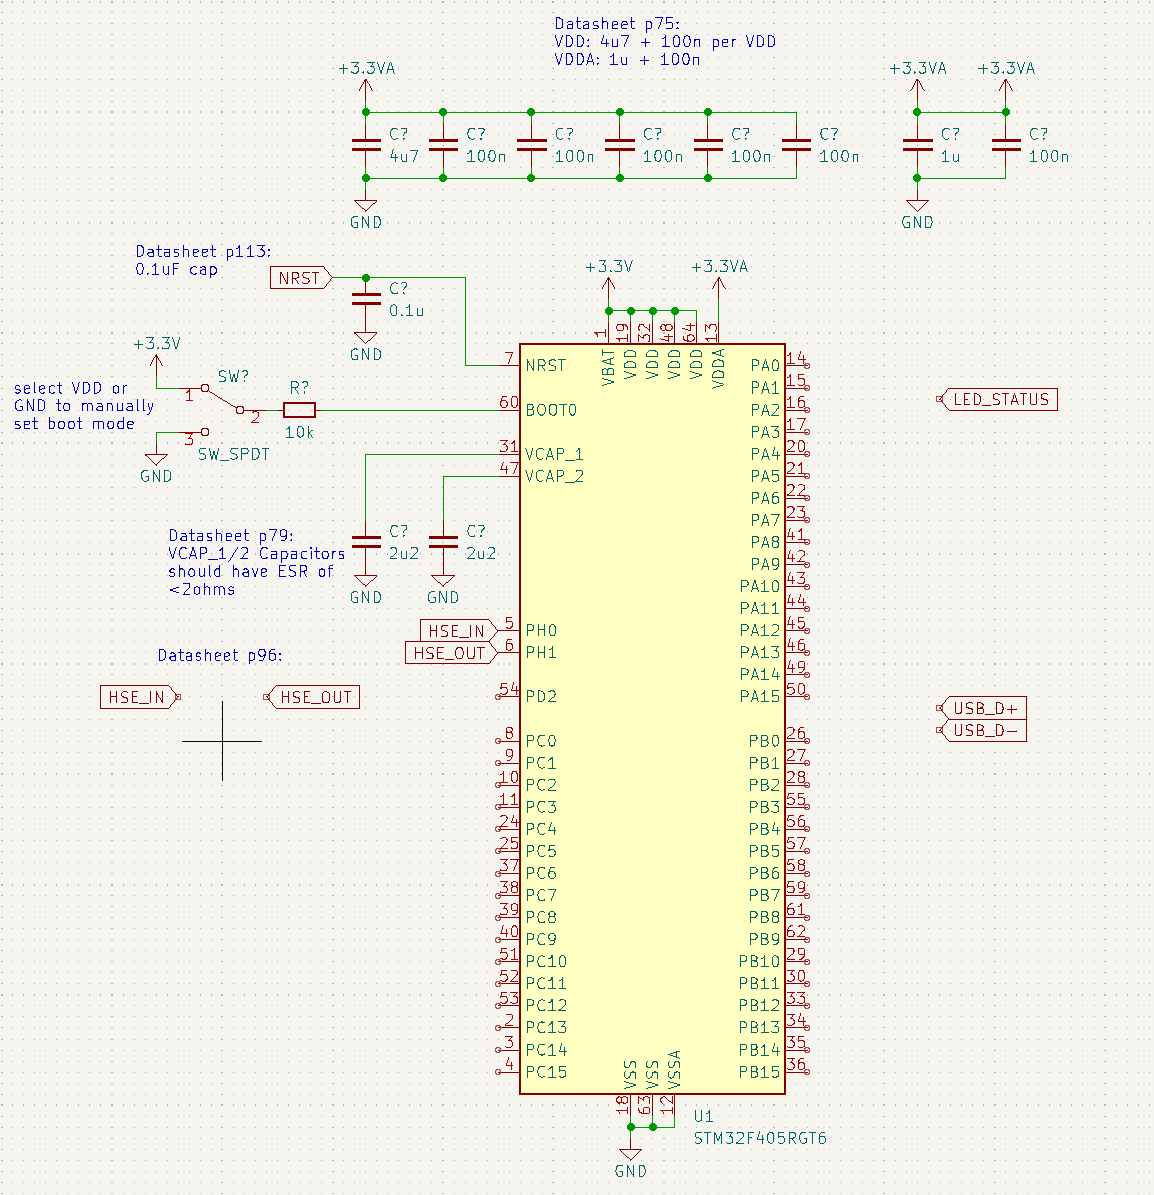 Datasheet p75:
VDD: 4u7 + 100n per VDD
VDDA: 1u + 100n
+3.3VA
+3.3VA
+3.3VA
C?
4u7
C?
100n
C?
100n
C?
100n
C?
100n
C?
100n
C?
1u
C?
100n
GND
GND
Datasheet p113:
0.1uF cap
NRST
C?
0.1u
GND
+3.3V
+3.3VA
+3.3V
select VDD or
GND to manually
set boot mode
SW?
1
2
3
SW_SPDT
GND
R?
10k
Datasheet p79:
VCAP_1/2 Capacitors
should have ESR of
<2ohms
C?
2u2
GND
C?
2u2
GND
Datasheet p96:
HSE_IN
HSE_OUT
HSE_IN
HSE_OUT
1
19
32
48
64
13
VBAT
VDD
VDD
VDD
VDD
VDDA
7 NRST
60 BOOT0
31 VCAP_1
47 VCAP_2
5 PH0
6 PH1
54 PD2
8 PC0
9 PC1
10 PC2
11 PC3
24 PC4
25 PC5
37 PC6
38 PC7
39 PC8
40 PC9
51 PC10
52 PC11
53 PC12
2 PC13
3 PC14
4 PC15
PA0 14
PA1 15
PA2 16
PA3 17
PA4 20
PA5 21
PA6 22
PA7 23
PA8 41
PA9 42
PA10 43
PA11 44
PA12 45
PA13 46
PA14 49
PA15 50
PB0 26
PB1 27
PB2 28
PB3 55
PB4 56
PB5 57
PB6 58
PB7 59
PB8 61
PB9 62
PB10 29
PB11 30
PB12 33
PB13 34
PB14 35
PB15 36
VSS
VSS
VSSA
18
63
12
GND
U1
STM32F405RGT6
LED_STATUS
USB_D+
USB_D-